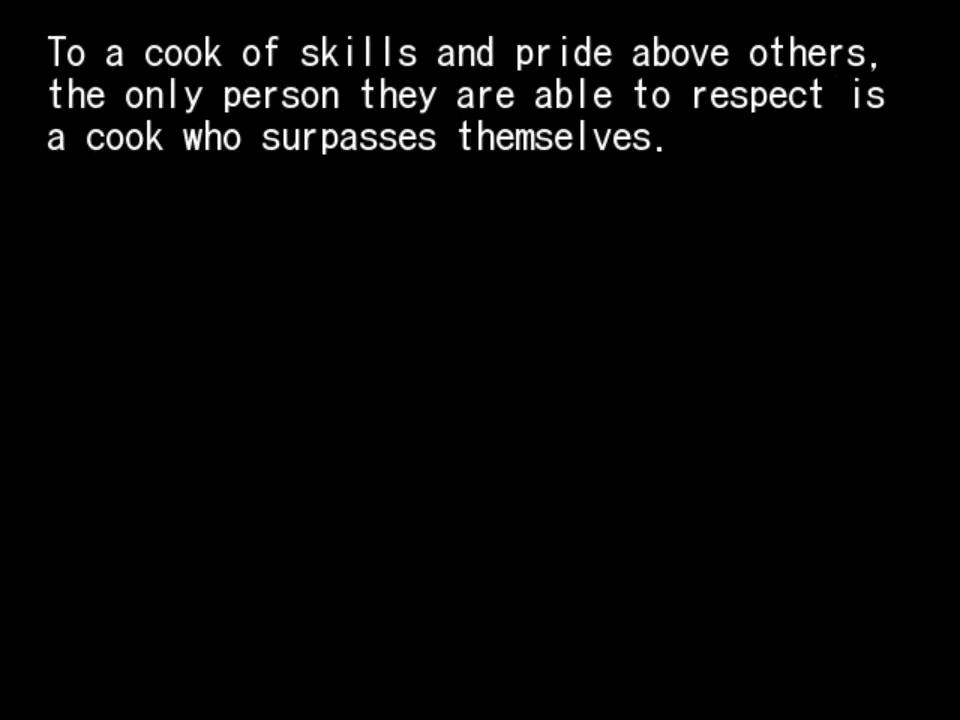 To a cook of skills and pride above others,
the only person they are able to respect is
a cook who surpasses themselves.